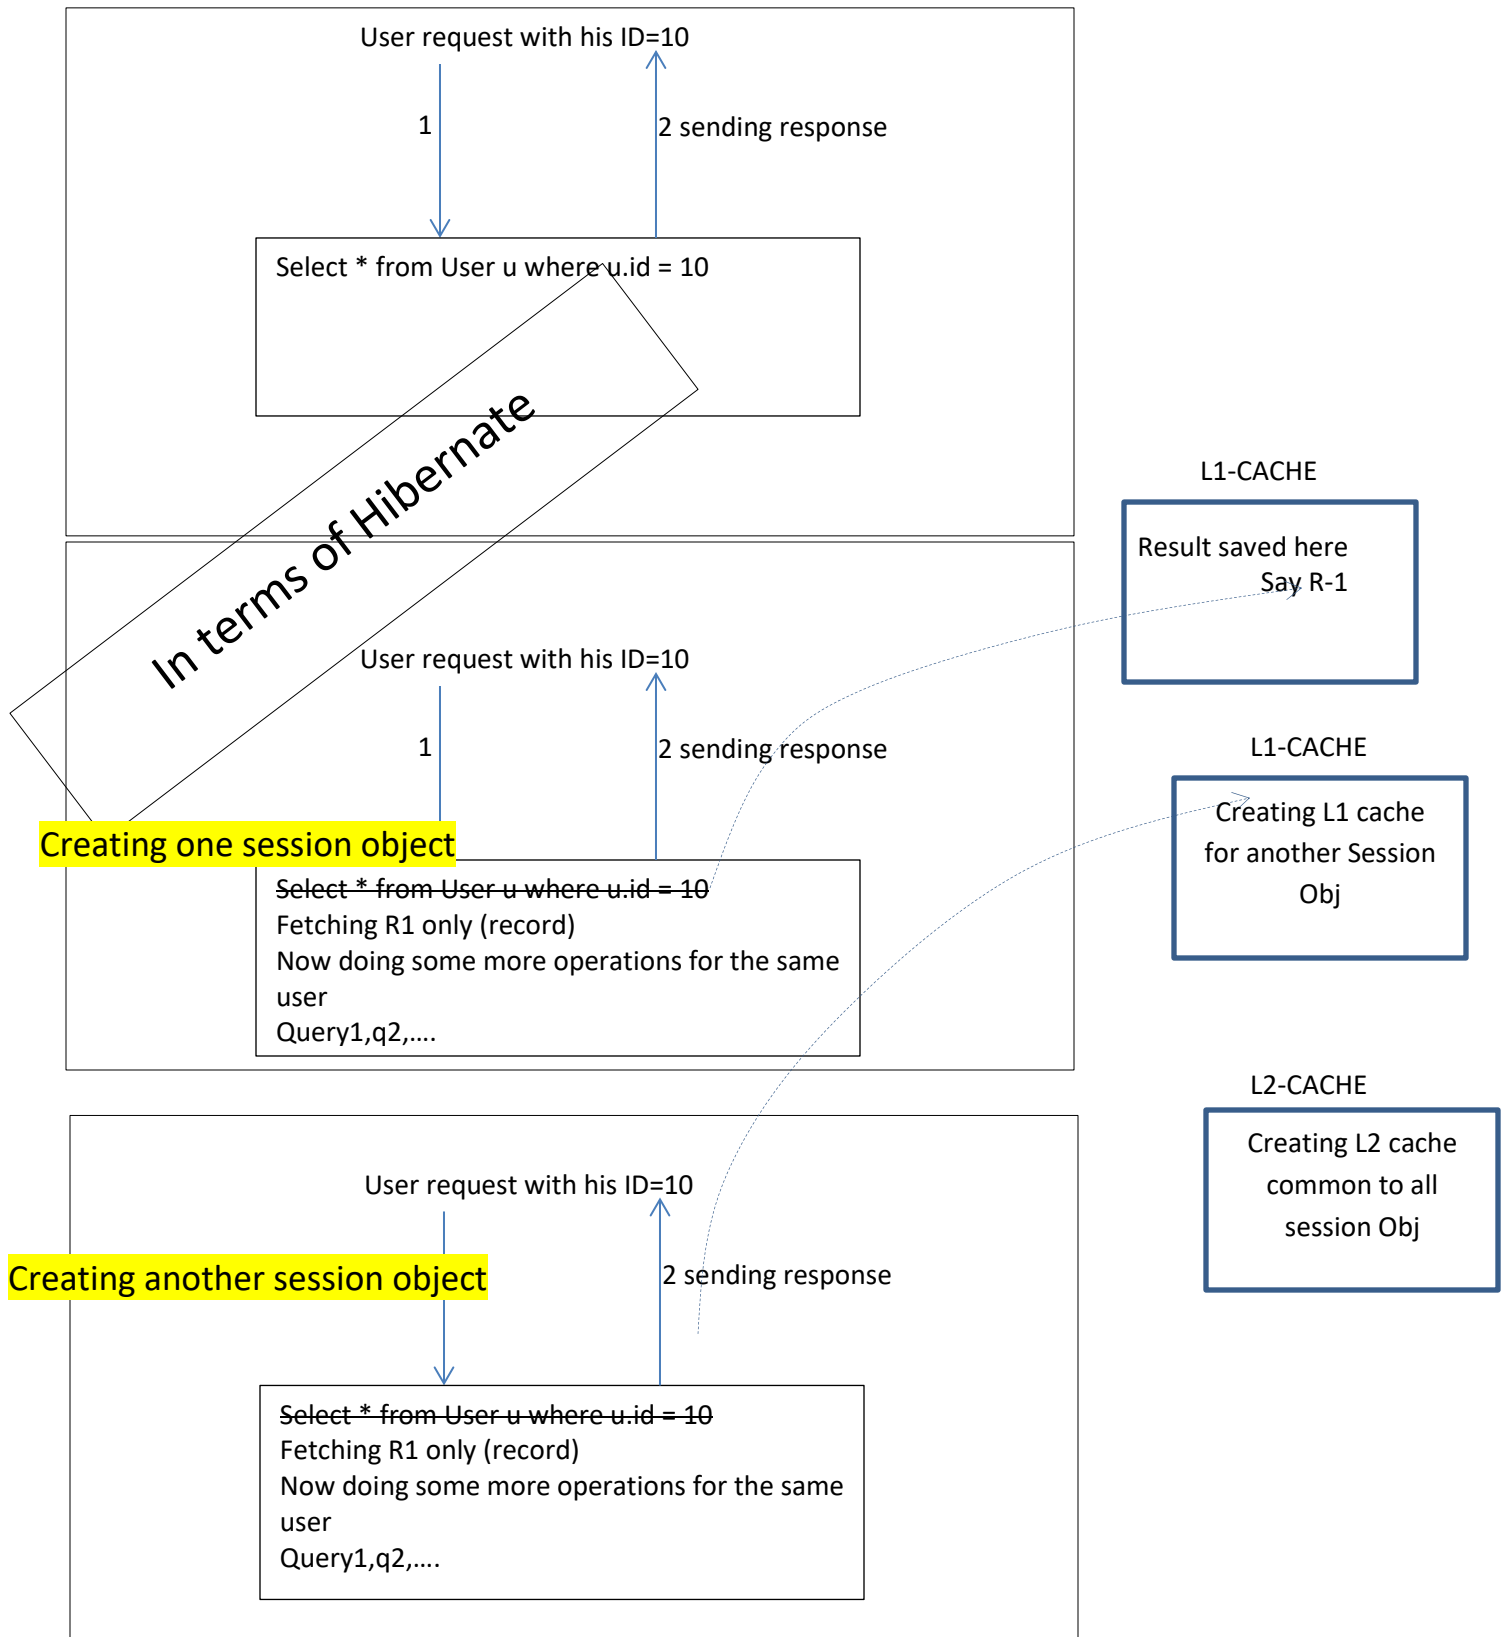 User request with his ID=10
1
2 sending response
Select * from User u where u.id = 10
In terms of Hibernate
L1-CACHE
Result saved here
Say R-1
User request with his ID=10
1
2 sending response
L1-CACHE
Creating L1 cache
for another Session
Obj
Creating one session object
Select * from User u where u.id = 10
Fetching R1 only (record)
Now doing some more operations for the same
user
Query1,q2,....
L2-CACHE
Creating L2 cache
common to all
session Obj
User request with his ID=10
Creating another session object
2 sending response
Select * from User u where u.id = 10
Fetching R1 only (record)
Now doing some more operations for the same
user
Query1,q2,....